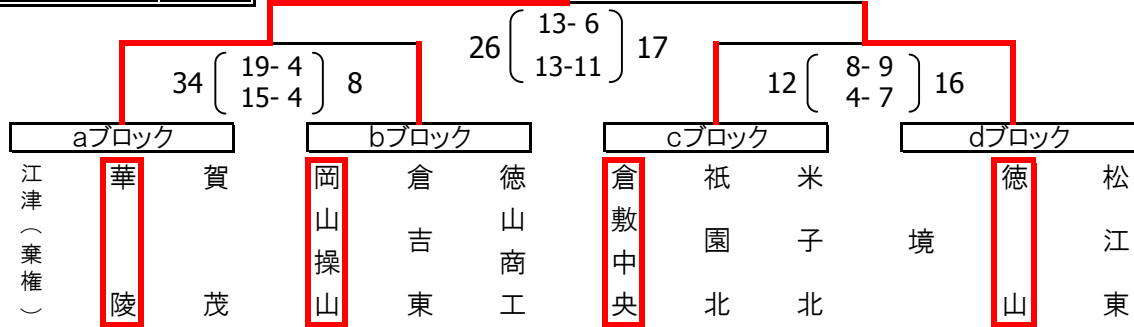 26 ( 13- 6 13-11 ) 17
34 ( 19- 4 15- 4 ) 8
12 ( 8- 9 4- 7 ) 16
aブロック
bブロック
cブロック
dブロック
江津（棄権）
華陵
賀茂
岡山操山
倉吉東
徳山商工
倉敷中央
祇園北
米子北
境
徳山
松江東